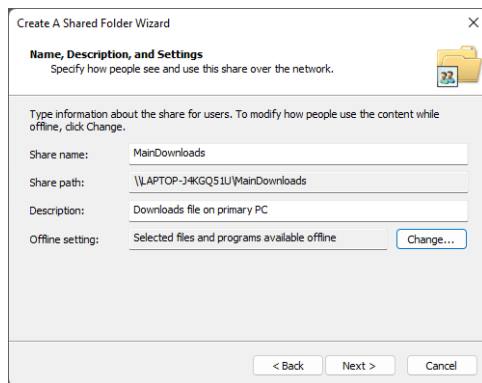 Create A Shared Folder Wizard
Name, Description, and Settings
Specify how people see and use this share over the network.
Type information about the share for users. To modify how people use the content while
offline, click Change.
Share name: MainDownloads
Share path: \\LAPTOP-J4KGQ51U\MainDownloads
Description: Downloads file on primary PC
Offline setting: Selected files and programs available offline Change...
< Back Next > Cancel